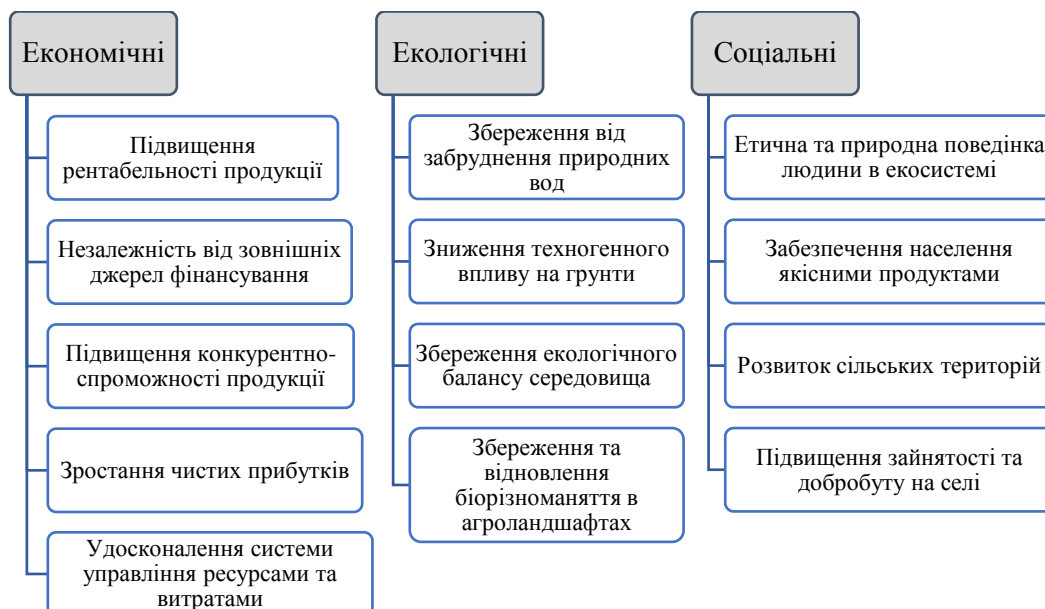 Економічні
Підвищення
рентабельності продукції
Незалежність від зовнішніх
джерел фінансування
Підвищення конкурентно-
спроможності продукції
Зростання чистих прибутків
Удосконалення системи
управління ресурсами та
витратами
Екологічні
Збереження від
забруднення природних
вод
Зниження техногенного
впливу на грунти
Збереження екологічного
балансу середовища
Збереження та
відновлення
біорізноманяття в
агроландшафтах
Соціальні
Етична та природна поведінка
людини в екосистемі
Забезпечення населення
якісними продуктами
Розвиток сільських територій
Підвищення зайнятості та
добробуту на селі